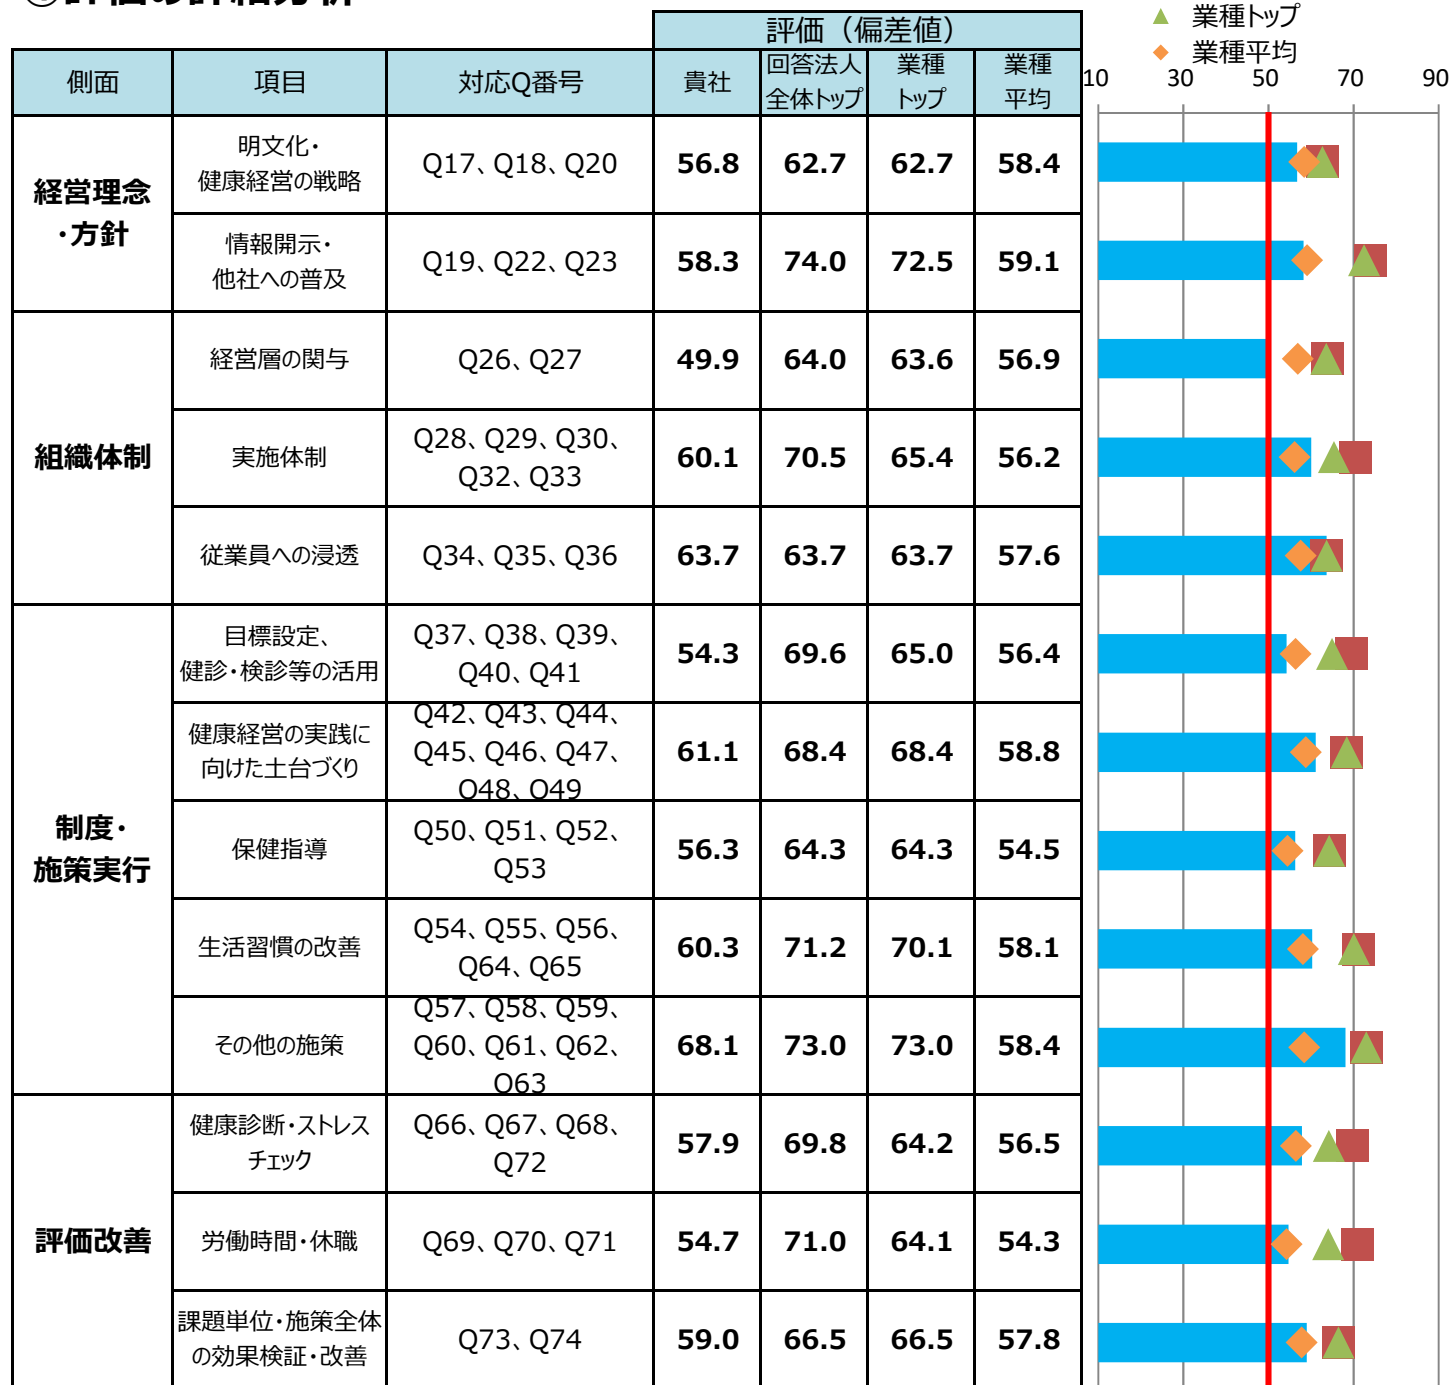 評価の詳細分析
▲ 業種トップ
◆ 業種平均
評価（偏差値）
側面 項目 対応Q番号 貴社 回答法人 全体トップ 業種 トップ 業種 平均
10 30 50 70 90
経営理念
・方針
明文化・
健康経営の戦略
Q17、Q18、Q20 56.8 62.7 62.7 58.4
情報開示・
他社への普及
Q19、Q22、Q23 58.3 74.0 72.5 59.1
組織体制
経営層の関与 Q26、Q27 49.9 64.0 63.6 56.9
実施体制
Q28、Q29、Q30、
Q32、Q33
60.1 70.5 65.4 56.2
従業員への浸透 Q34、Q35、Q36 63.7 63.7 63.7 57.6
制度・
施策実行
目標設定、
健診・検診等の活用
Q37、Q38、Q39、
Q40、Q41
54.3 69.6 65.0 56.4
健康経営の実践に
向けた土台づくり
Q42、Q43、Q44、
Q45、Q46、Q47、
Q48、Q49
61.1 68.4 68.4 58.8
保健指導
Q50、Q51、Q52、
Q53
56.3 64.3 64.3 54.5
生活習慣の改善
Q54、Q55、Q56、
Q64、Q65
60.3 71.2 70.1 58.1
その他の施策
Q57、Q58、Q59、
Q60、Q61、Q62、
Q63
68.1 73.0 73.0 58.4
評価改善
健康診断・ストレス
チェック
Q66、Q67、Q68、
Q72
57.9 69.8 64.2 56.5
労働時間・休職 Q69、Q70、Q71 54.7 71.0 64.1 54.3
課題単位・施策全体
の効果検証・改善
Q73、Q74 59.0 66.5 66.5 57.8